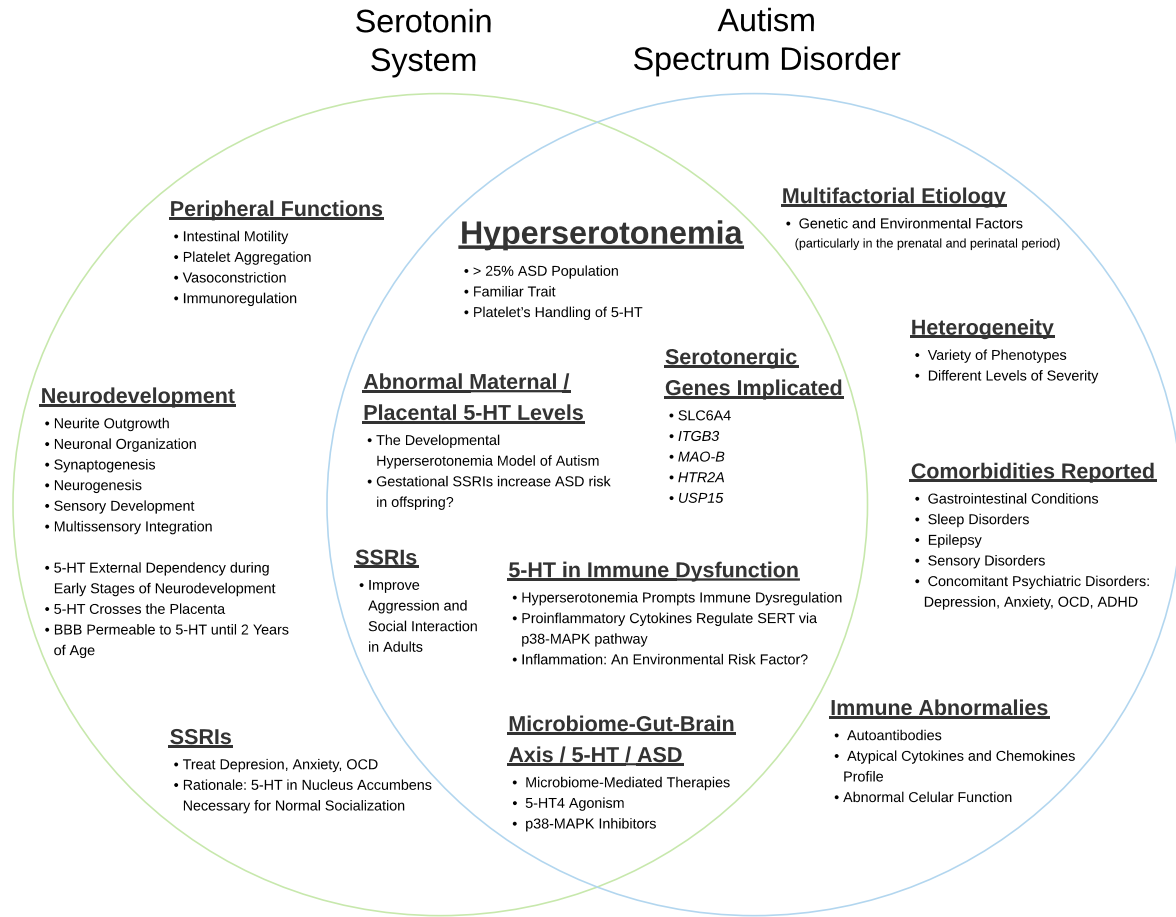 Serotonin
System
Autism
Spectrum Disorder
Peripheral Functions
• Intestinal Motility
• Platelet Aggregation
• Vasoconstriction
• Immunoregulation
Neurodevelopment
• Neurite Outgrowth
• Neuronal Organization
• Synaptogenesis
• Neurogenesis
• Sensory Development
• Multissensory Integration
• 5-HT External Dependency during
Early Stages of Neurodevelopment
• 5-HT Crosses the Placenta
• BBB Permeable to 5-HT until 2 Years
of Age
SSRIs
• Treat Depresion, Anxiety, OCD
• Rationale: 5-HT in Nucleus Accumbens
Necessary for Normal Socialization
Hyperserotonemia
• > 25% ASD Population
• Familiar Trait
• Platelet's Handling of 5-HT
Abnormal Maternal /
Placental 5-HT Levels
• The Developmental
Hyperserotonemia Model of Autism
• Gestational SSRIs increase ASD risk
in offspring?
Serotonergic
Genes Implicated
• SLC6A4
• ITGB3
• MAO-B
• HTR2A
• USP15
SSRIs
• Improve
Aggression and
Social Interaction
in Adults
5-HT in Immune Dysfunction
• Hyperserotonemia Prompts Immune Dysregulation
• Proinflammatory Cytokines Regulate SERT via
p38-MAPK pathway
• Inflammation: An Environmental Risk Factor?
Microbiome-Gut-Brain
Axis / 5-HT / ASD
• Microbiome-Mediated Therapies
• 5-HT4 Agonism
• p38-MAPK Inhibitors
Multifactorial Etiology
• Genetic and Environmental Factors
(particularly in the prenatal and perinatal period)
Heterogeneity
• Variety of Phenotypes
• Different Levels of Severity
Comorbidities Reported
• Gastrointestinal Conditions
• Sleep Disorders
• Epilepsy
• Sensory Disorders
• Concomitant Psychiatric Disorders:
Depression, Anxiety, OCD, ADHD
Immune Abnormalies
• Autoantibodies
• Atypical Cytokines and Chemokines
Profile
• Abnormal Celular Function